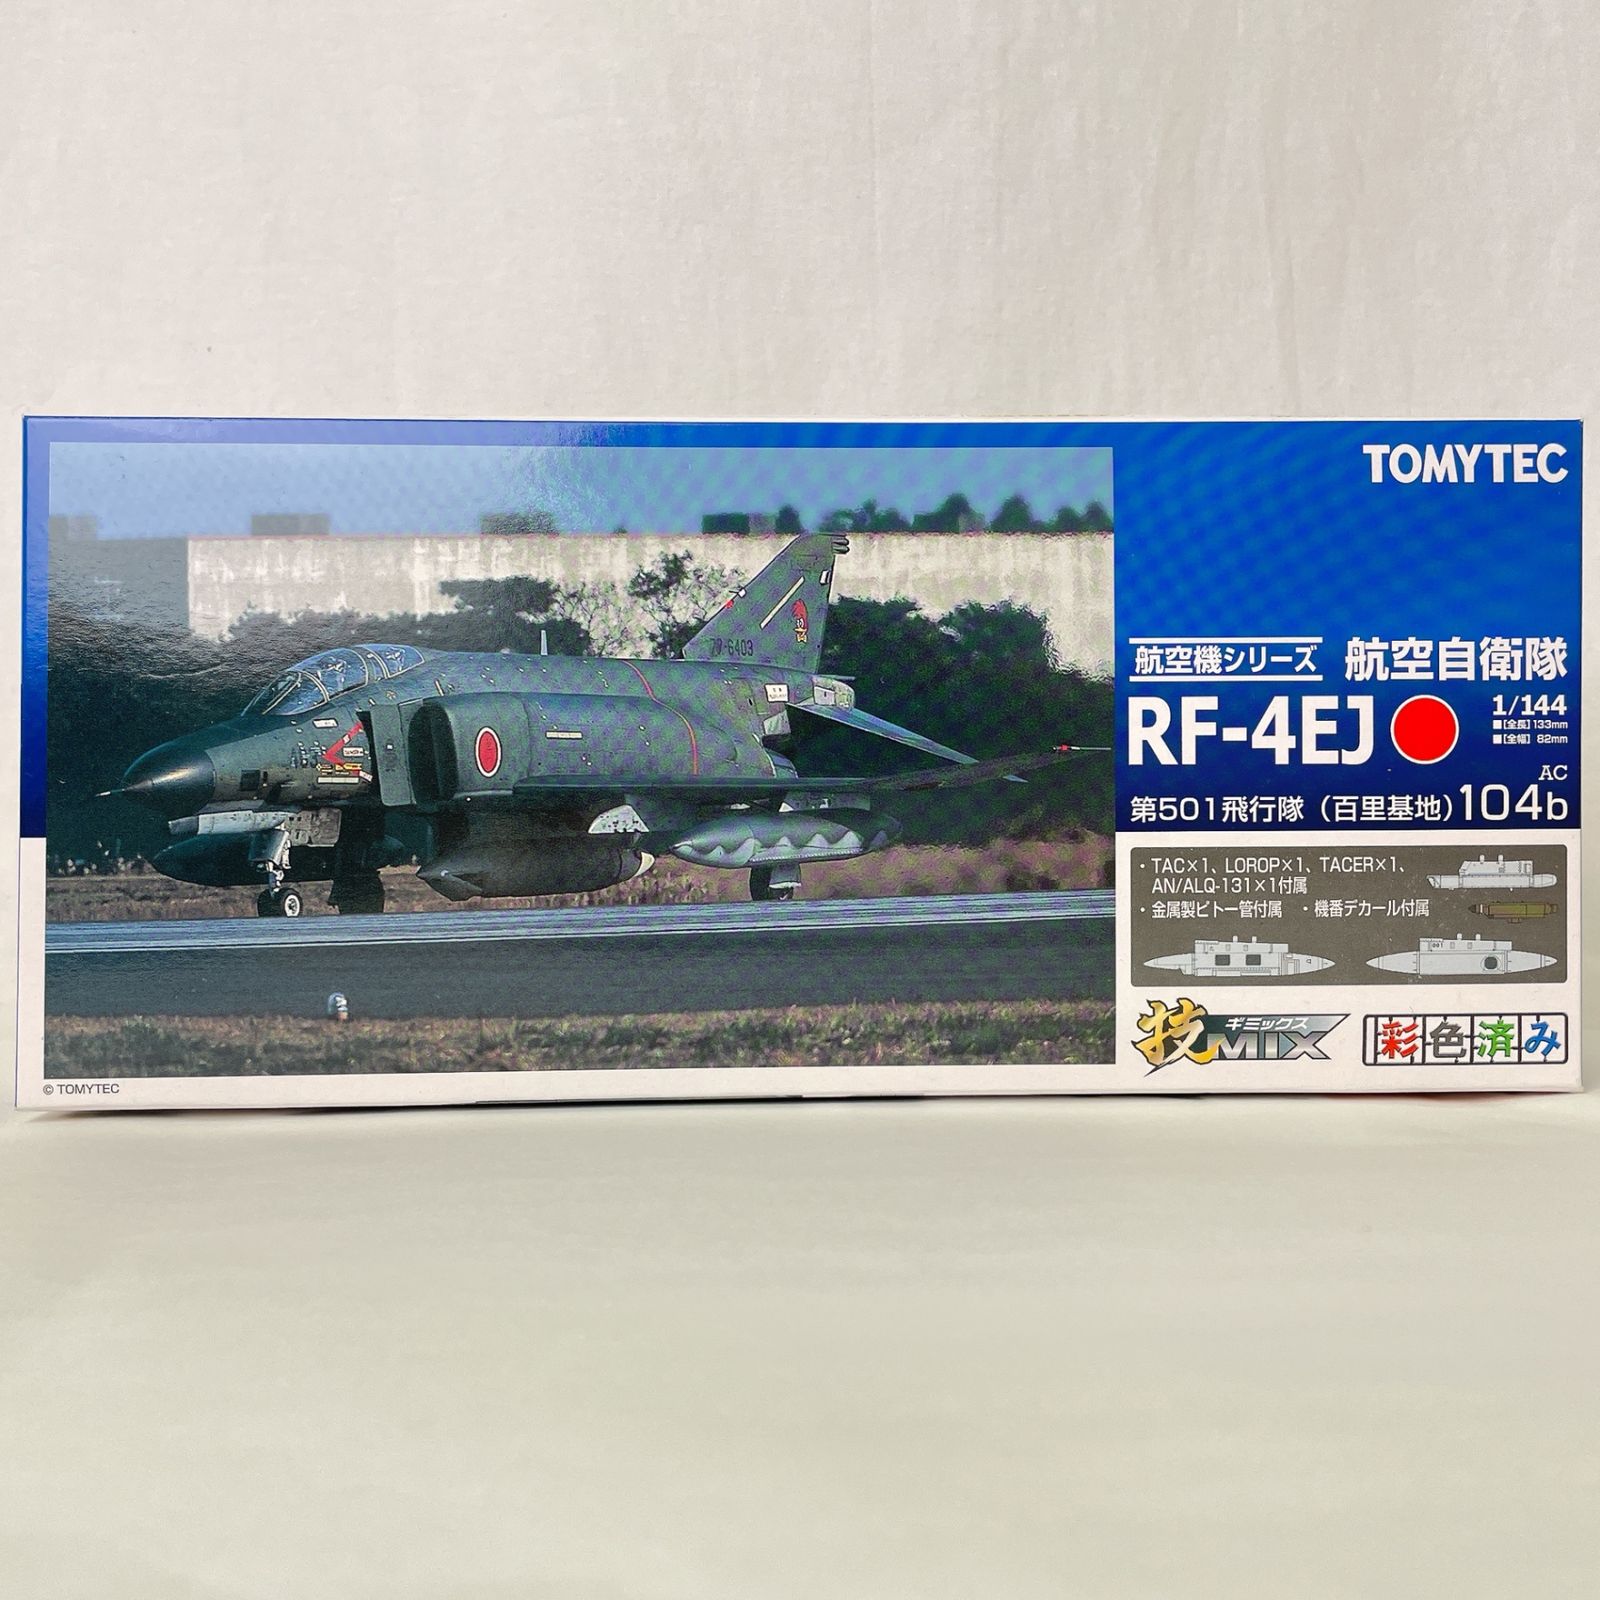 TOMYTEC
航空機シリーズ 航空自衛隊
RF-4EJ
1/144
■[全長] 133mm
■[全幅] 82mm
第501飛行隊(百里基地)
AC
104b
・TAC×1、LOROP×1、TACER×1、
AN/ALQ-131×1付属
・金属製ピトー管付属 ・機番デカール付属
技MIX
ギミックス
彩色済み
© TOMYTEC